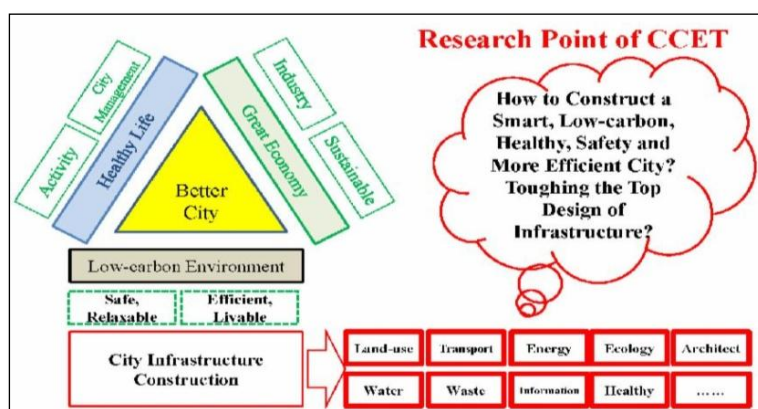 Research Point of CCET
City
Management
Activity
Healthy Life
Industry
Great Economy
Sustainable
Better
City
Low-carbon Environment
Safe,
Relaxable
Efficient,
Livable
How to Construct a
Smart, Low-carbon,
Healthy, Safety and
More Efficient City?
Toughing the Top
Design of
Infrastructure?
City Infrastructure
Construction
Land-use
Transport
Energy
Ecology
Architect
Water
Waste
Information
Healthy
……